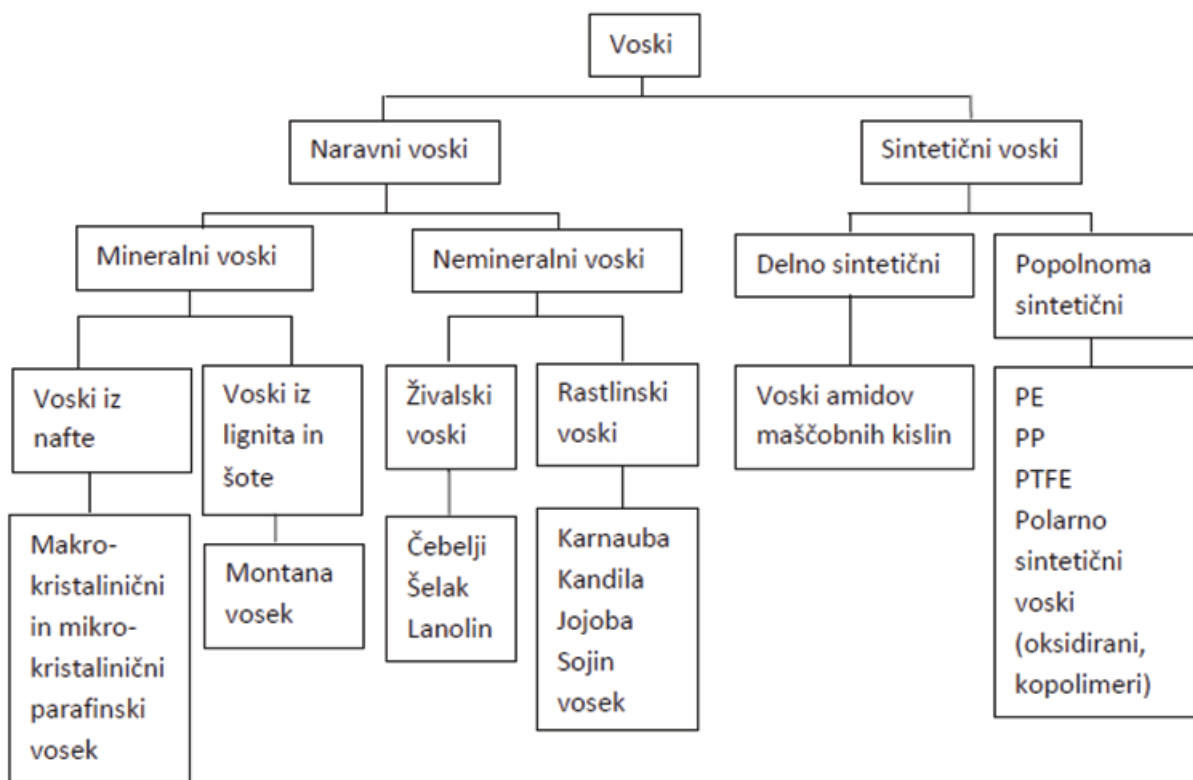 Voski
Naravni voski
Sintetični voski
Mineralni voski
Nemineralni voski
Delno sintetični
Popolnoma
sintetični
Voski iz
nafte
Voski iz
lignita in
šote
Živalski
voski
Rastlinski
voski
Voski amidov
maščobnih kislin
PE
PP
PTFE
Polarno
sintetični
voski
(oksidirani,
kopolimeri)
Makro-
kristalinični
in mikro-
kristalinični
parafinski
vosek
Montana
vosek
Čebelji
Šelak
Lanolin
Karnauba
Kandila
Jojoba
Sojin
vosek